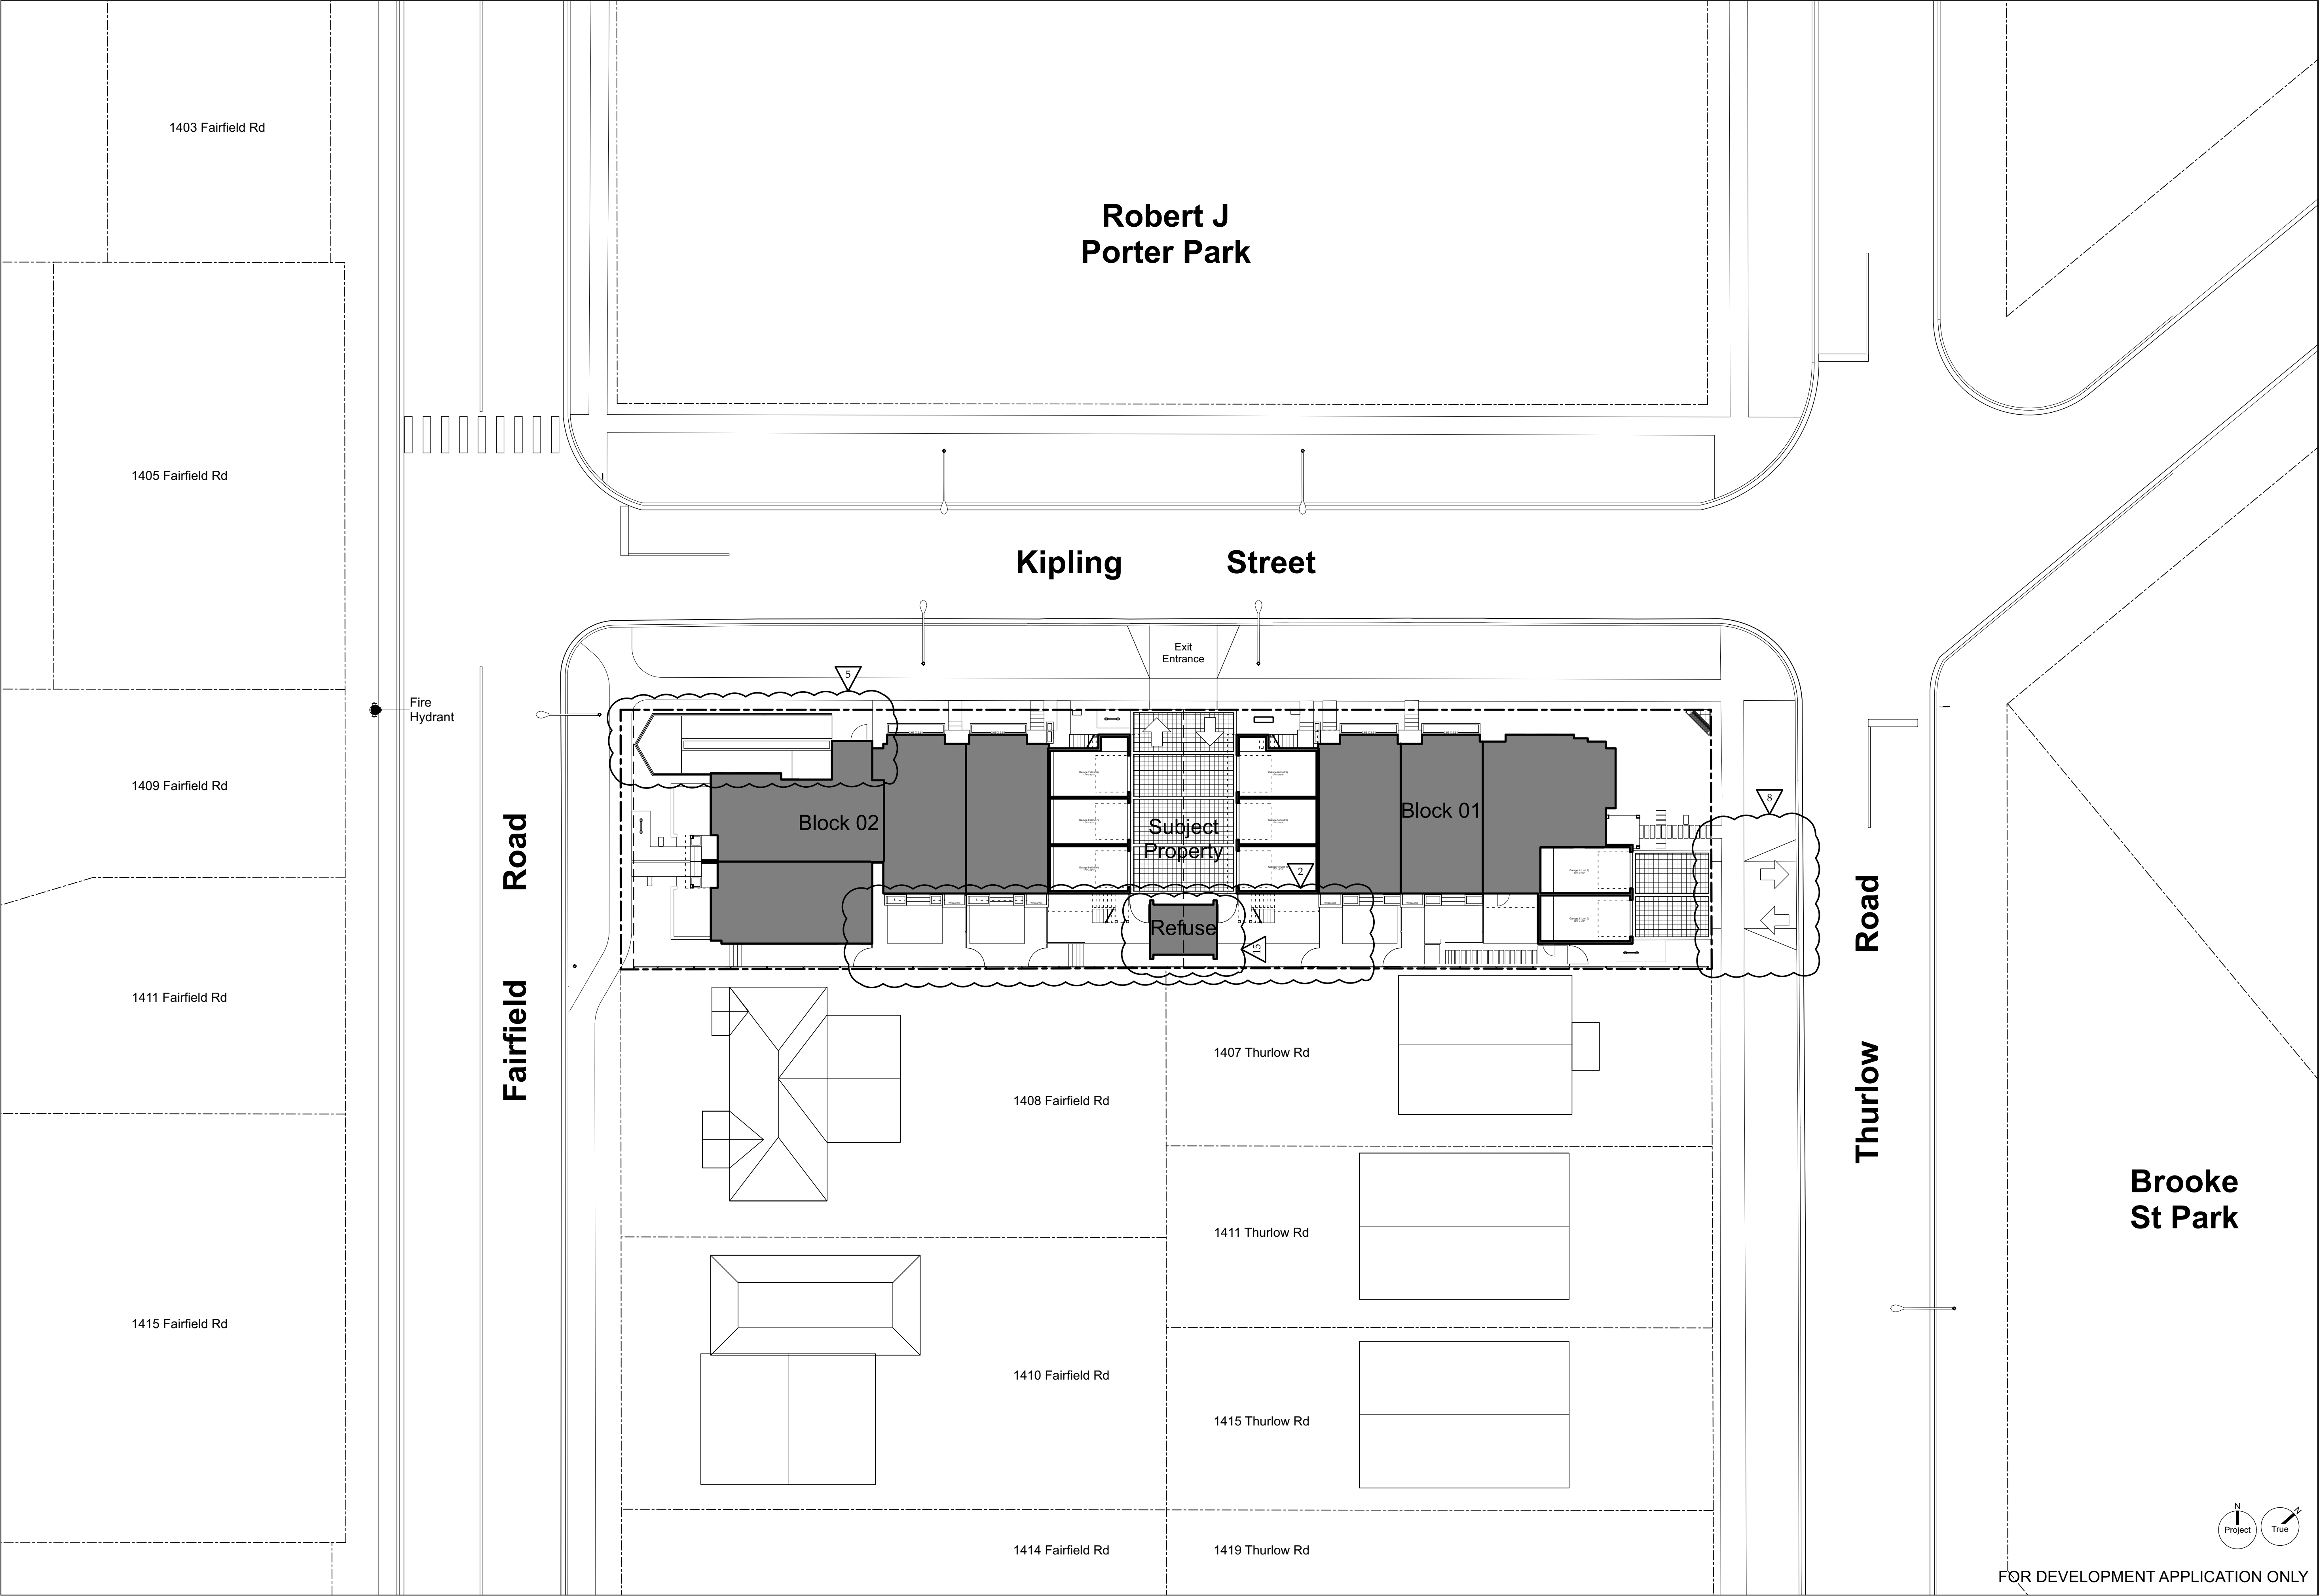 1403 Fairfield Rd
Robert J
Porter Park
1405 Fairfield Rd
Kipling Street
Exit
Entrance
5
Fire
Hydrant
1409 Fairfield Rd
8
Block 02
Block 01
Subject
Property
2
Refuse
15
Fairfield Road
Thurlow Road
1411 Fairfield Rd
1407 Thurlow Rd
1408 Fairfield Rd
Brooke
St Park
1411 Thurlow Rd
1415 Fairfield Rd
1410 Fairfield Rd
1415 Thurlow Rd
N
Project
N
True
1414 Fairfield Rd
1419 Thurlow Rd
FOR DEVELOPMENT APPLICATION ONLY